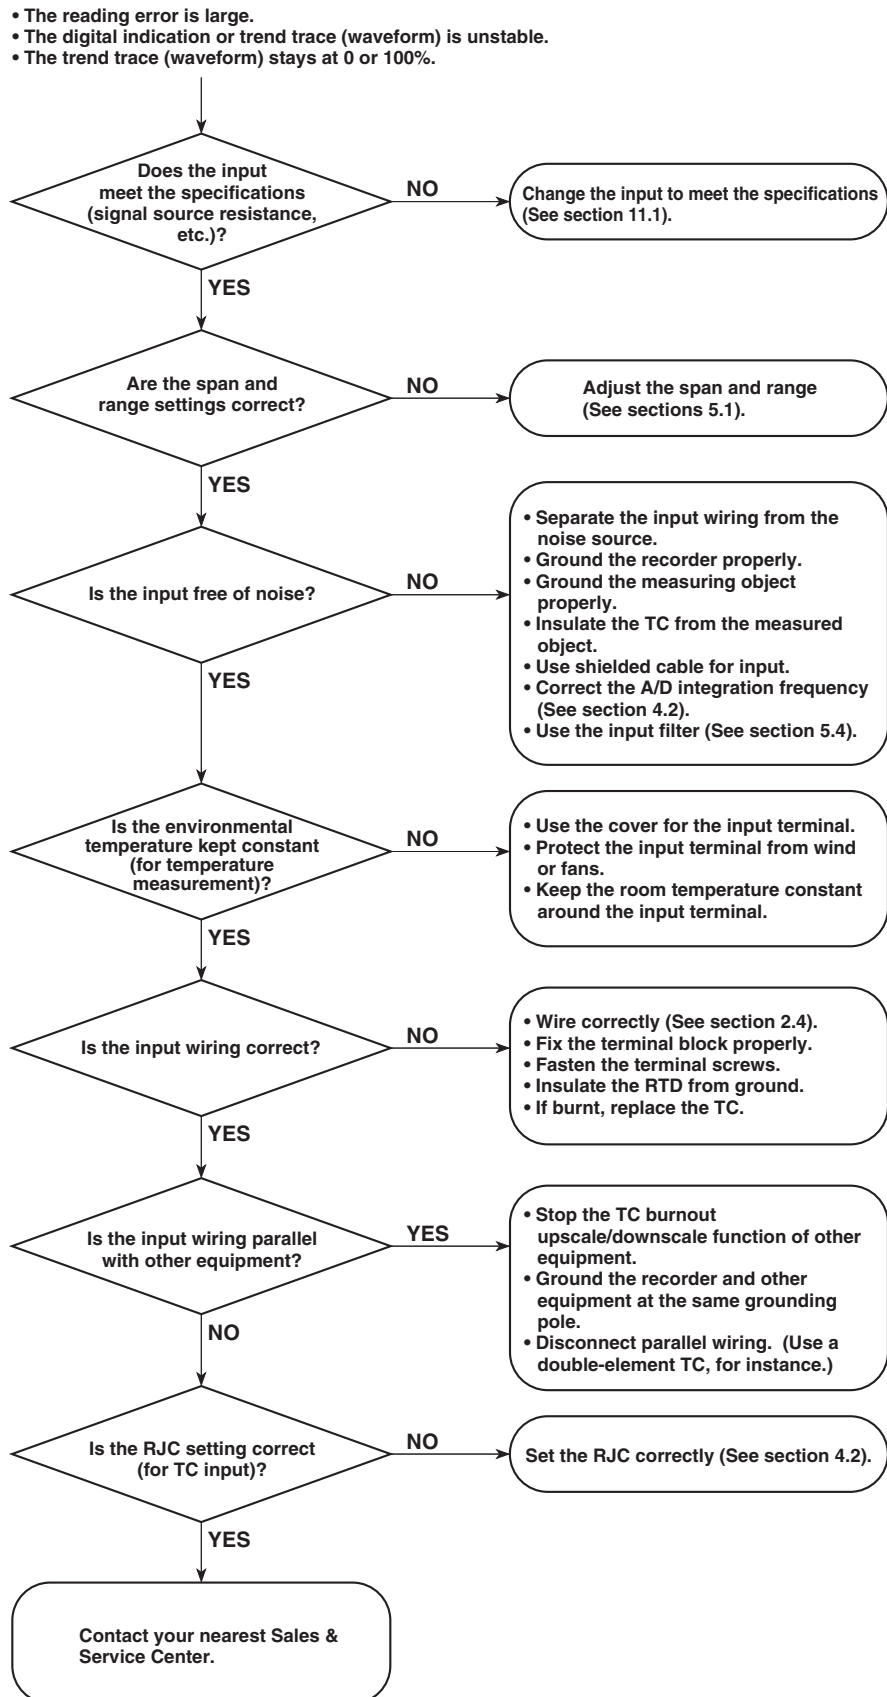 • The reading error is large.
• The digital indication or trend trace (waveform) is unstable.
• The trend trace (waveform) stays at 0 or 100%.
Does the input
meet the specifications
(signal source resistance,
etc.)?
NO
Change the input to meet the specifications
(See section 11.1).
YES
Are the span and
range settings correct?
NO
Adjust the span and range
(See sections 5.1).
YES
Is the input free of noise?
NO
• Separate the input wiring from the
noise source.
• Ground the recorder properly.
• Ground the measuring object
properly.
• Insulate the TC from the measured
object.
• Use shielded cable for input.
• Correct the A/D integration frequency
(See section 4.2).
• Use the input filter (See section 5.4).
YES
Is the environmental
temperature kept constant
(for temperature
measurement)?
NO
• Use the cover for the input terminal.
• Protect the input terminal from wind
or fans.
• Keep the room temperature constant
around the input terminal.
YES
Is the input wiring correct?
NO
• Wire correctly (See section 2.4).
• Fix the terminal block properly.
• Fasten the terminal screws.
• Insulate the RTD from ground.
• If burnt, replace the TC.
YES
Is the input wiring parallel
with other equipment?
YES
• Stop the TC burnout
upscale/downscale function of other
equipment.
• Ground the recorder and other
equipment at the same grounding
pole.
• Disconnect parallel wiring. (Use a
double-element TC, for instance.)
NO
Is the RJC setting correct
(for TC input)?
NO
Set the RJC correctly (See section 4.2).
YES
Contact your nearest Sales &
Service Center.